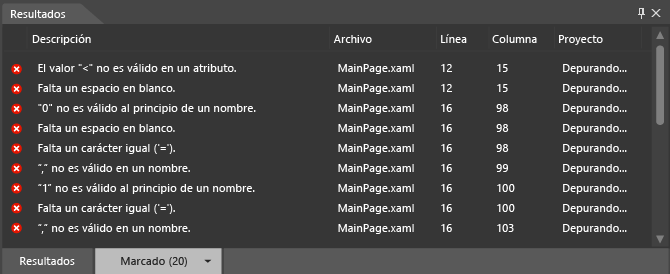 Resultados
Descripción Archivo Línea Columna Proyecto
El valor "<" no es válido en un atributo. MainPage.xaml 12 15 Depurando...
Falta un espacio en blanco. MainPage.xaml 12 15 Depurando...
"0" no es válido al principio de un nombre. MainPage.xaml 16 98 Depurando...
Falta un espacio en blanco. MainPage.xaml 16 98 Depurando...
Falta un carácter igual ('='). MainPage.xaml 16 98 Depurando...
"," no es válido en un nombre. MainPage.xaml 16 99 Depurando...
"1" no es válido al principio de un nombre. MainPage.xaml 16 100 Depurando...
Falta un carácter igual ('='). MainPage.xaml 16 100 Depurando...
"," no es válido en un nombre. MainPage.xaml 16 103 Depurando...
Resultados Marcado (20)